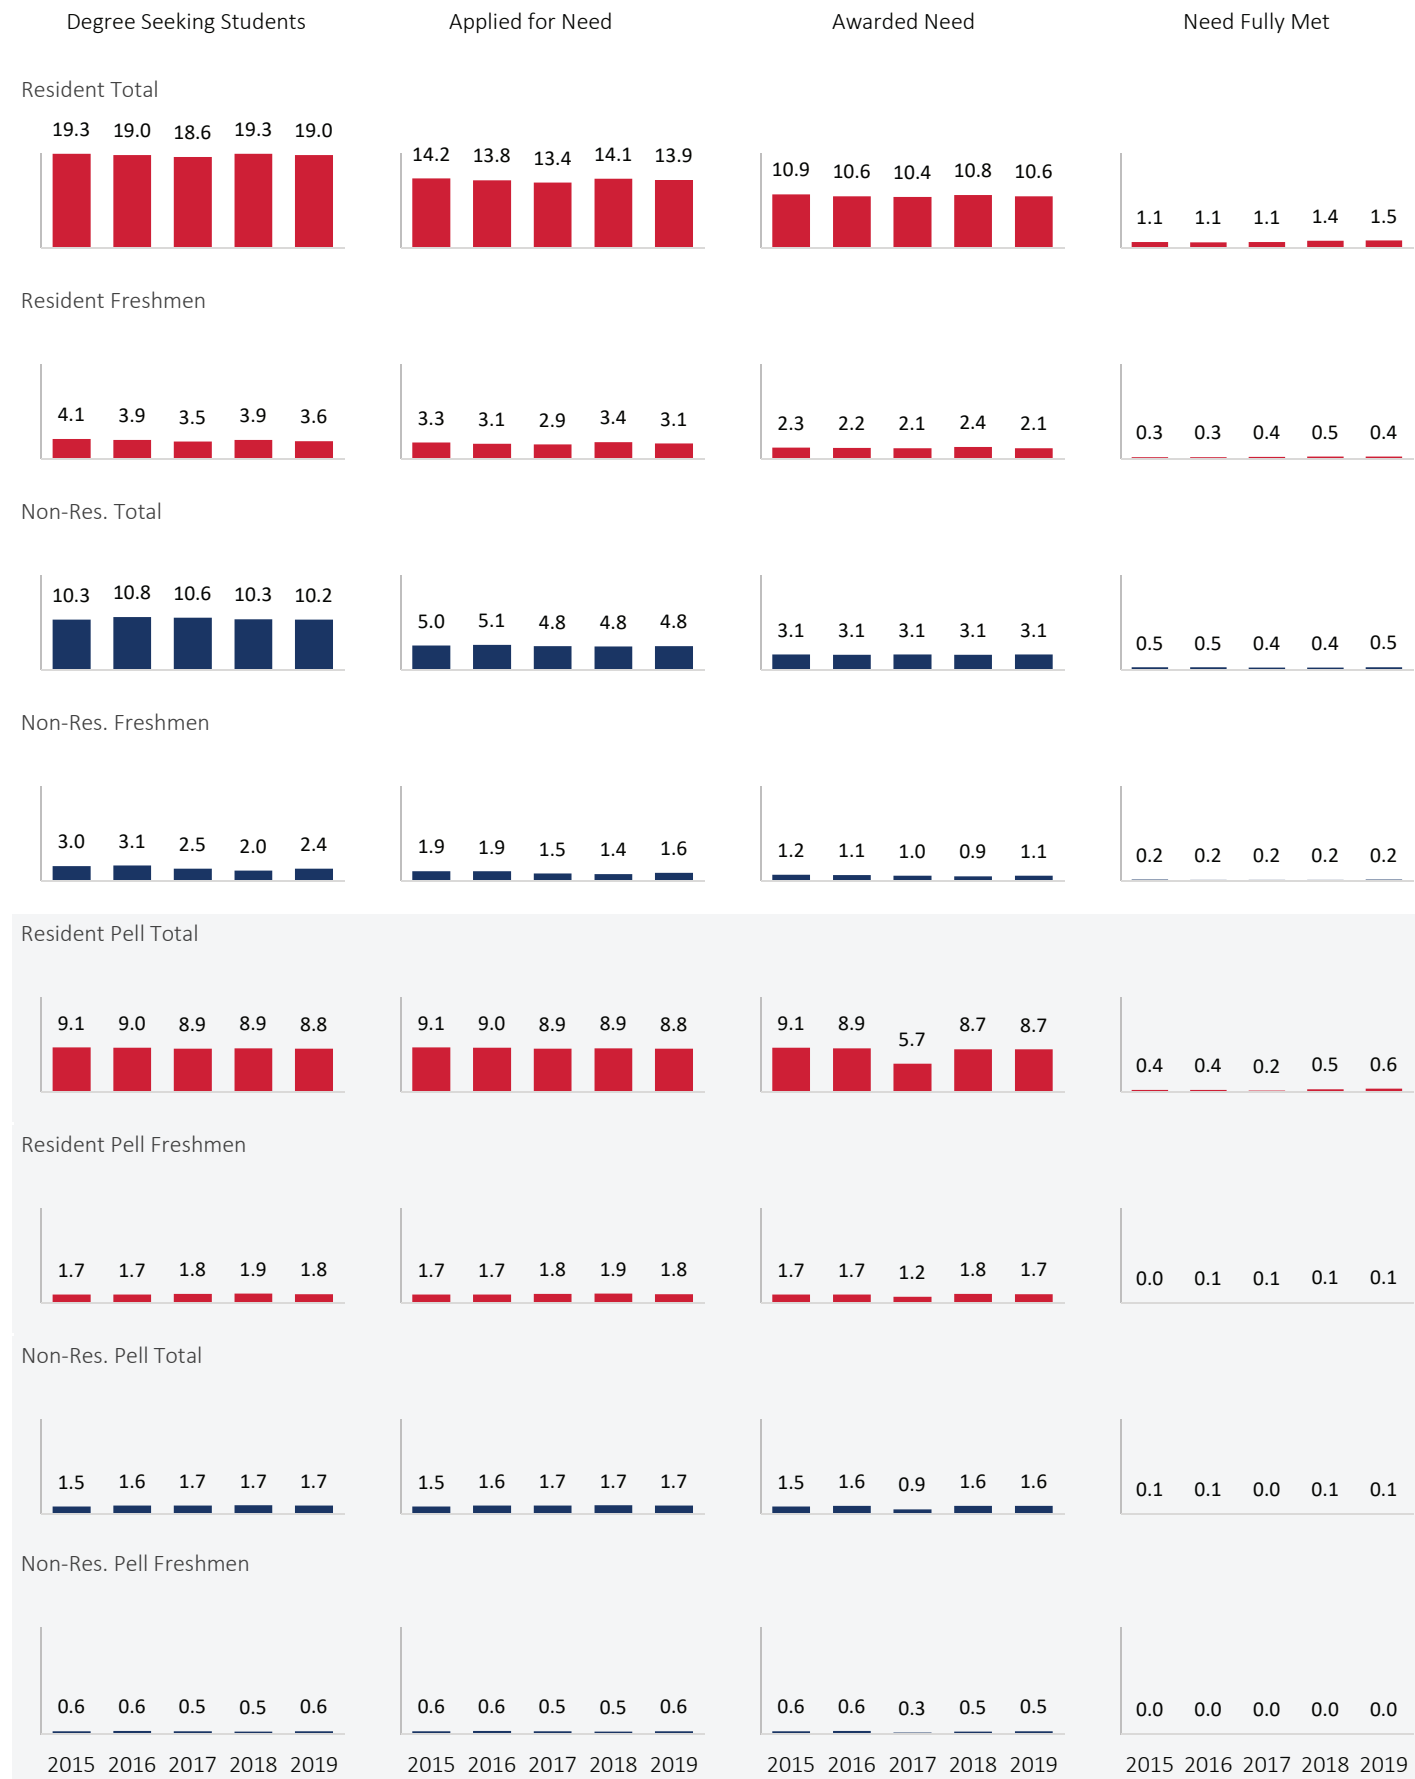 Degree Seeking Students Applied for Need Awarded Need Need Fully Met
Resident Total
19.3 19.0 18.6 19.3 19.0 14.2 13.8 13.4 14.1 13.9 10.9 10.6 10.4 10.8 10.6 1.1 1.1 1.1 1.4 1.5
Resident Freshmen
4.1 3.9 3.5 3.9 3.6 3.3 3.1 2.9 3.4 3.1 2.3 2.2 2.1 2.4 2.1 0.3 0.3 0.4 0.5 0.4
Non-Res. Total
10.3 10.8 10.6 10.3 10.2 5.0 5.1 4.8 4.8 4.8 3.1 3.1 3.1 3.1 3.1 0.5 0.5 0.4 0.4 0.5
Non-Res. Freshmen
3.0 3.1 2.5 2.0 2.4 1.9 1.9 1.5 1.4 1.6 1.2 1.1 1.0 0.9 1.1 0.2 0.2 0.2 0.2 0.2
Resident Pell Total
9.1 9.0 8.9 8.9 8.8 9.1 9.0 8.9 8.9 8.8 9.1 8.9 5.7 8.7 8.7 0.4 0.4 0.2 0.5 0.6
Resident Pell Freshmen
1.7 1.7 1.8 1.9 1.8 1.7 1.7 1.8 1.9 1.8 1.7 1.7 1.2 1.8 1.7 0.0 0.1 0.1 0.1 0.1
Non-Res. Pell Total
1.5 1.6 1.7 1.7 1.7 1.5 1.6 1.7 1.7 1.7 1.5 1.6 0.9 1.6 1.6 0.1 0.1 0.0 0.1 0.1
Non-Res. Pell Freshmen
0.6 0.6 0.5 0.5 0.6 0.6 0.6 0.5 0.5 0.6 0.6 0.6 0.3 0.5 0.5 0.0 0.0 0.0 0.0 0.0
2015 2016 2017 2018 2019 2015 2016 2017 2018 2019 2015 2016 2017 2018 2019 2015 2016 2017 2018 2019